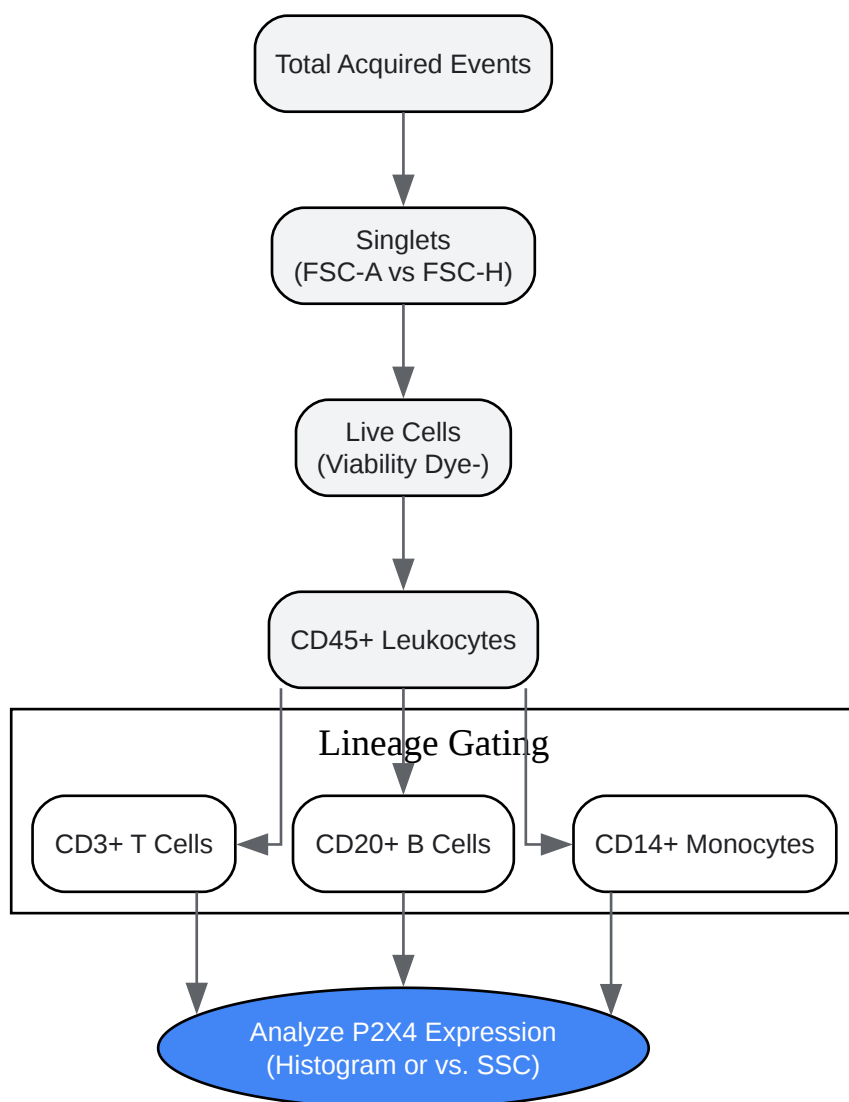 Total Acquired Events
Singlets
(FSC-A vs FSC-H)
Live Cells
(Viability Dye-)
CD45+ Leukocytes
Lineage Gating
CD3+ T Cells
CD20+ B Cells
CD14+ Monocytes
Analyze P2X4 Expression
(Histogram or vs. SSC)